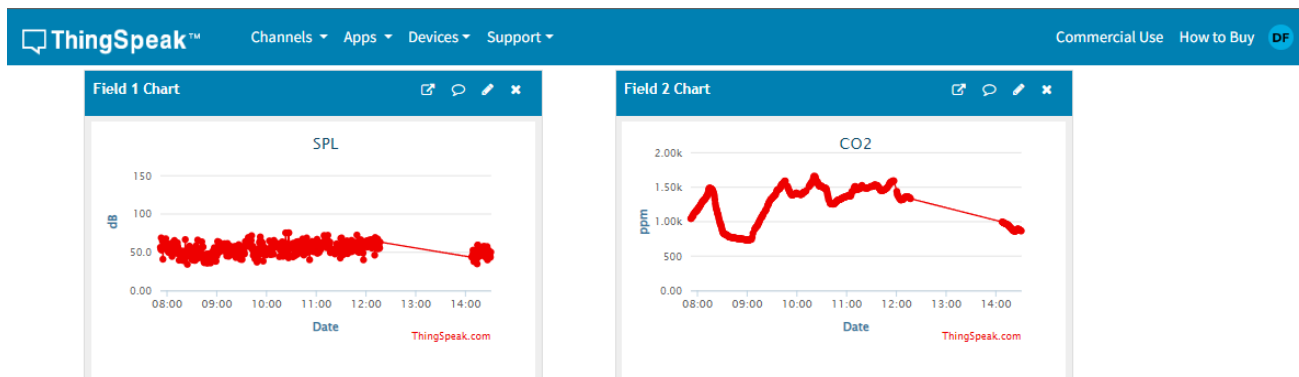 ThingSpeak™ Channels Apps Devices Support Commercial Use How to Buy DF
Field 1 Chart
SPL
150
100
50.0
0.00
dB
08:00 09:00 10:00 11:00 12:00 13:00 14:00
Date
ThingSpeak.com
Field 2 Chart
CO2
2.00k
1.50k
1.00k
500
0.00
ppm
08:00 09:00 10:00 11:00 12:00 13:00 14:00
Date
ThingSpeak.com